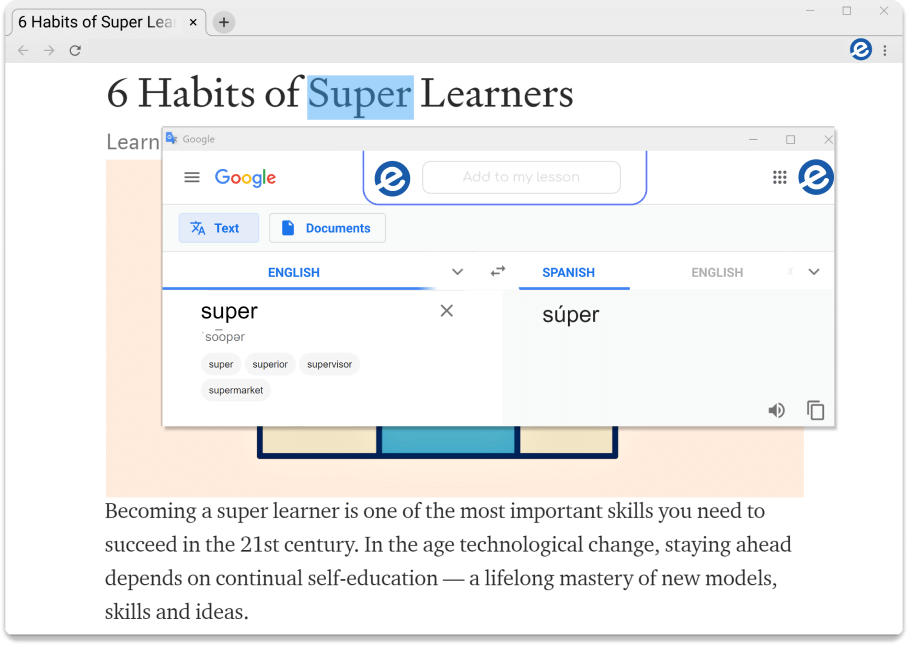 6 Habits of Super Lea
6 Habits of Super Learners
Learn
Google
Google
Add to my lesson
Text
Documents
ENGLISH
SPANISH
ENGLISH
super
ˈso͞opər
super
superior
supervisor
supermarket
súper
Becoming a super learner is one of the most important skills you need to
succeed in the 21st century. In the age technological change, staying ahead
depends on continual self-education — a lifelong mastery of new models,
skills and ideas.